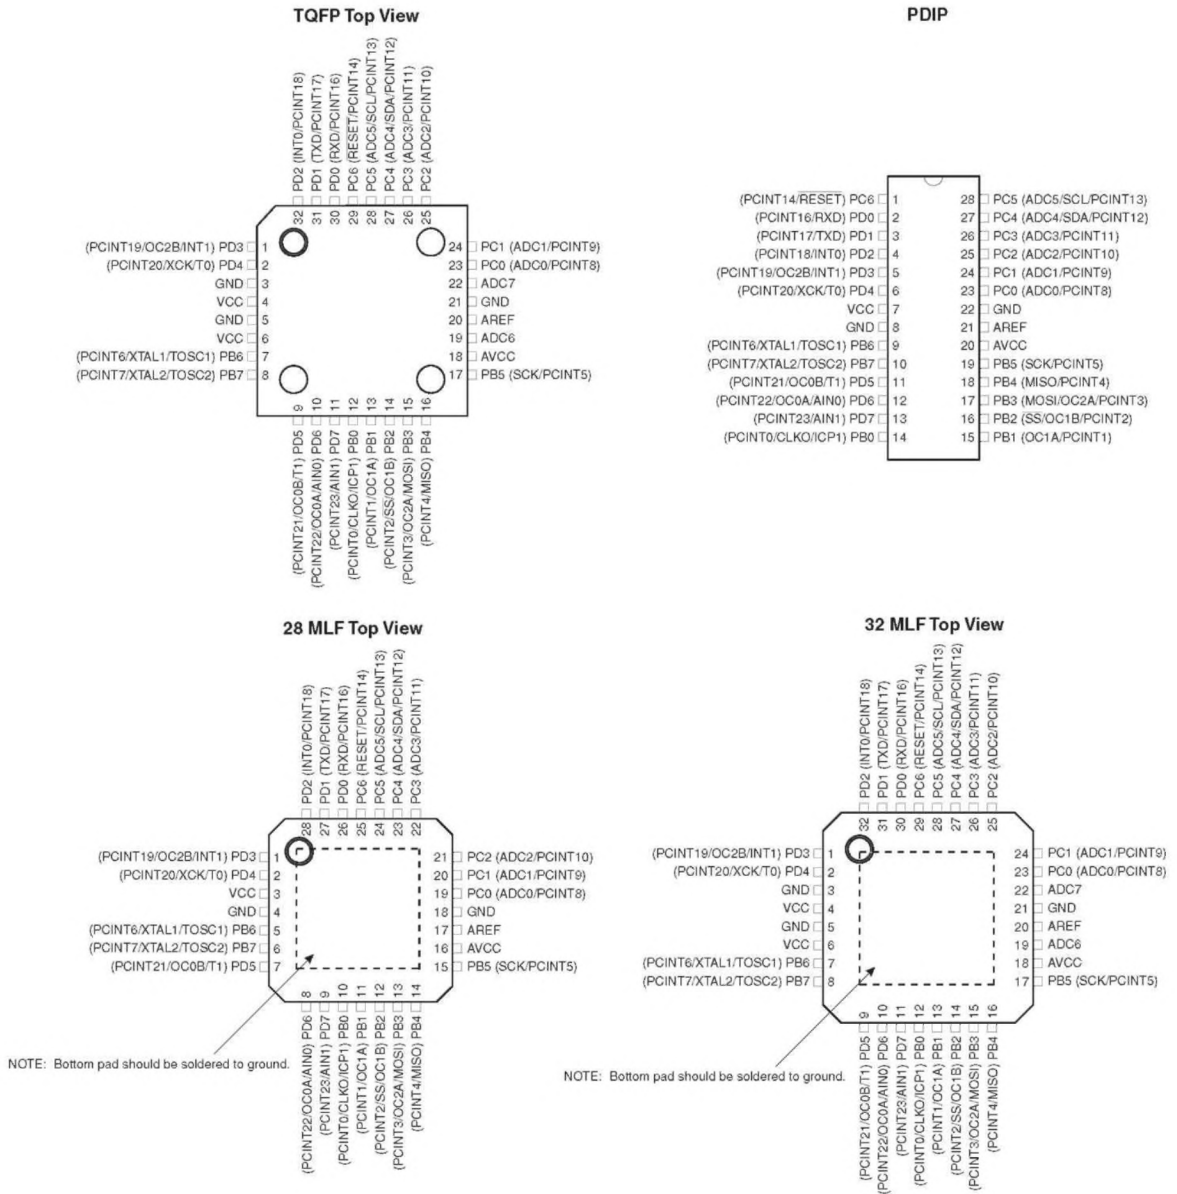 TQFP Top View
PD2 (INT0/PCINT18)
PD1 (TXD/PCINT17)
PD0 (RXD/PCINT16)
PC6 (RESET/PCINT14)
PC5 (ADC5/SCL/PCINT13)
PC4 (ADC4/SDA/PCINT12)
PC3 (ADC3/PCINT11)
PC2 (ADC2/PCINT10)
32 31 30 29 28 27 26 25
(PCINT19/OC2B/INT1) PD3 1
(PCINT20/XCK/T0) PD4 2
GND 3
VCC 4
GND 5
VCC 6
(PCINT6/XTAL1/TOSC1) PB6 7
(PCINT7/XTAL2/TOSC2) PB7 8
24 PC1 (ADC1/PCINT9)
23 PC0 (ADC0/PCINT8)
22 ADC7
21 GND
20 AREF
19 ADC6
18 AVCC
17 PB5 (SCK/PCINT5)
9 10 11 12 13 14 15 16
(PCINT21/OC0B/T1) PD5
(PCINT22/OC0A/AIN0) PD6
(PCINT23/AIN1) PD7
(PCINT0/CLKO/ICP1) PB0
(PCINT1/OC1A) PB1
(PCINT2/SS/OC1B) PB2
(PCINT3/OC2A/MOSI) PB3
(PCINT4/MISO) PB4
PDIP
(PCINT14/RESET) PC6 1
(PCINT16/RXD) PD0 2
(PCINT17/TXD) PD1 3
(PCINT18/INT0) PD2 4
(PCINT19/OC2B/INT1) PD3 5
(PCINT20/XCK/T0) PD4 6
VCC 7
GND 8
(PCINT6/XTAL1/TOSC1) PB6 9
(PCINT7/XTAL2/TOSC2) PB7 10
(PCINT21/OC0B/T1) PD5 11
(PCINT22/OC0A/AIN0) PD6 12
(PCINT23/AIN1) PD7 13
(PCINT0/CLKO/ICP1) PB0 14
28 PC5 (ADC5/SCL/PCINT13)
27 PC4 (ADC4/SDA/PCINT12)
26 PC3 (ADC3/PCINT11)
25 PC2 (ADC2/PCINT10)
24 PC1 (ADC1/PCINT9)
23 PC0 (ADC0/PCINT8)
22 GND
21 AREF
20 AVCC
19 PB5 (SCK/PCINT5)
18 PB4 (MISO/PCINT4)
17 PB3 (MOSI/OC2A/PCINT3)
16 PB2 (SS/OC1B/PCINT2)
15 PB1 (OC1A/PCINT1)
28 MLF Top View
PD2 (INT0/PCINT18)
PD1 (TXD/PCINT17)
PD0 (RXD/PCINT16)
PC6 (RESET/PCINT14)
PC5 (ADC5/SCL/PCINT13)
PC4 (ADC4/SDA/PCINT12)
PC3 (ADC3/PCINT11)
28 27 26 25 24 23 22
(PCINT19/OC2B/INT1) PD3 1
(PCINT20/XCK/T0) PD4 2
VCC 3
GND 4
(PCINT6/XTAL1/TOSC1) PB6 5
(PCINT7/XTAL2/TOSC2) PB7 6
(PCINT21/OC0B/T1) PD5 7
21 PC2 (ADC2/PCINT10)
20 PC1 (ADC1/PCINT9)
19 PC0 (ADC0/PCINT8)
18 GND
17 AREF
16 AVCC
15 PB5 (SCK/PCINT5)
8 9 10 11 12 13 14
(PCINT22/OC0A/AIN0) PD6
(PCINT23/AIN1) PD7
(PCINT0/CLKO/ICP1) PB0
(PCINT1/OC1A) PB1
(PCINT2/SS/OC1B) PB2
(PCINT3/OC2A/MOSI) PB3
(PCINT4/MISO) PB4
NOTE: Bottom pad should be soldered to ground.
32 MLF Top View
PD2 (INT0/PCINT18)
PD1 (TXD/PCINT17)
PD0 (RXD/PCINT16)
PC6 (RESET/PCINT14)
PC5 (ADC5/SCL/PCINT13)
PC4 (ADC4/SDA/PCINT12)
PC3 (ADC3/PCINT11)
PC2 (ADC2/PCINT10)
32 31 30 29 28 27 26 25
(PCINT19/OC2B/INT1) PD3 1
(PCINT20/XCK/T0) PD4 2
GND 3
VCC 4
GND 5
VCC 6
(PCINT6/XTAL1/TOSC1) PB6 7
(PCINT7/XTAL2/TOSC2) PB7 8
24 PC1 (ADC1/PCINT9)
23 PC0 (ADC0/PCINT8)
22 ADC7
21 GND
20 AREF
19 ADC6
18 AVCC
17 PB5 (SCK/PCINT5)
9 10 11 12 13 14 15 16
(PCINT21/OC0B/T1) PD5
(PCINT22/OC0A/AIN0) PD6
(PCINT23/AIN1) PD7
(PCINT0/CLKO/ICP1) PB0
(PCINT1/OC1A) PB1
(PCINT2/SS/OC1B) PB2
(PCINT3/OC2A/MOSI) PB3
(PCINT4/MISO) PB4
NOTE: Bottom pad should be soldered to ground.